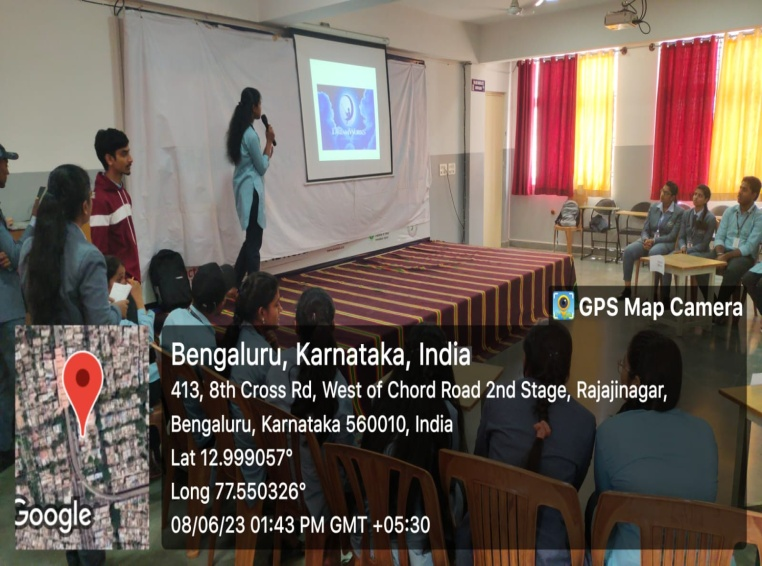 GPS Map Camera
Bengaluru, Karnataka, India
413, 8th Cross Rd, West of Chord Road 2nd Stage, Rajajinagar,
Bengaluru, Karnataka 560010, India
Lat 12.999057°
Long 77.550326°
08/06/23 01:43 PM GMT +05:30
Google